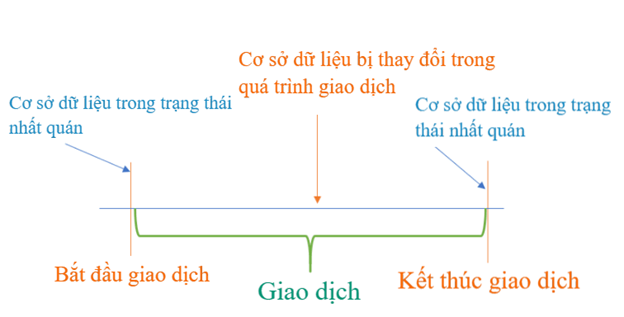 Cơ sở dữ liệu bị thay đổi trong
quá trình giao dịch
Cơ sở dữ liệu trong trạng thái
nhất quán
Cơ sở dữ liệu trong trạng
thái nhất quán
Bắt đầu giao dịch
Giao dịch
Kết thúc giao dịch